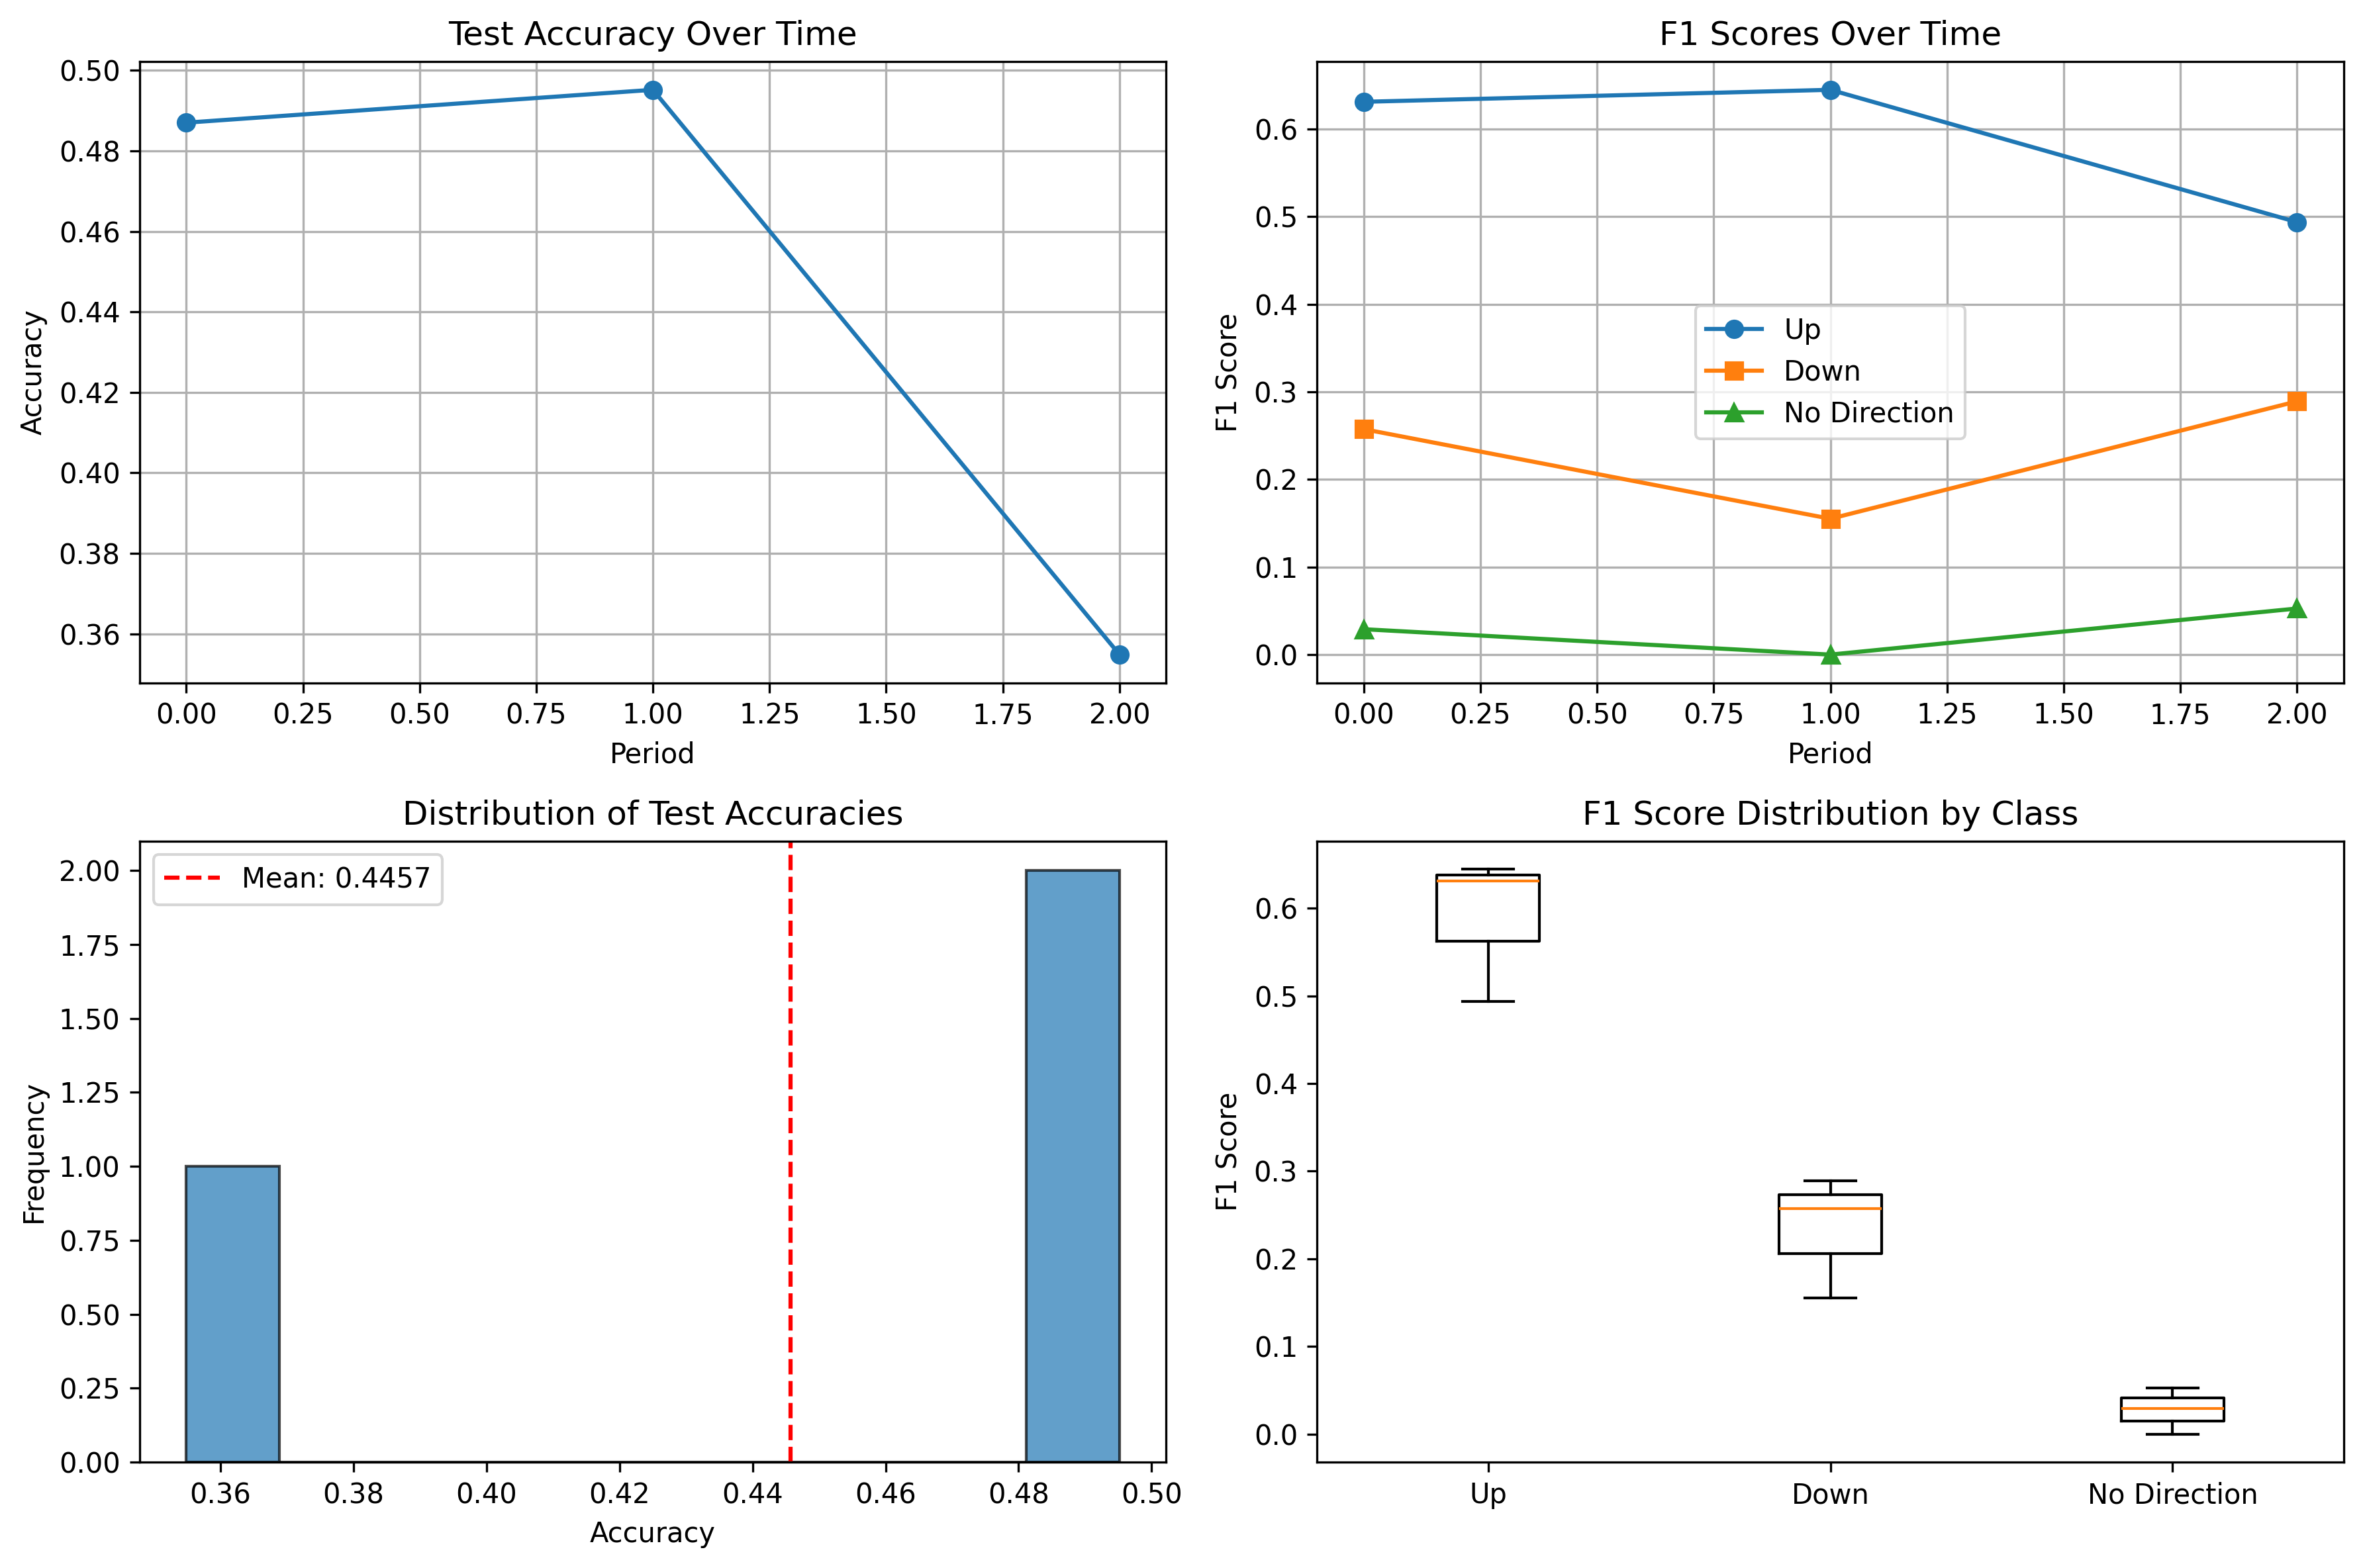 Test Accuracy Over Time
0.50
0.48
0.46
0.44
0.42
0.40
0.38
0.36
Accuracy
0.00 0.25 0.50 0.75 1.00 1.25 1.50 1.75 2.00
Period
F1 Scores Over Time
0.6
0.5
0.4
0.3
0.2
0.1
0.0
F1 Score
Up
Down
No Direction
0.00 0.25 0.50 0.75 1.00 1.25 1.50 1.75 2.00
Period
Distribution of Test Accuracies
Mean: 0.4457
2.00
1.75
1.50
1.25
1.00
0.75
0.50
0.25
0.00
Frequency
0.36 0.38 0.40 0.42 0.44 0.46 0.48 0.50
Accuracy
F1 Score Distribution by Class
0.6
0.5
0.4
0.3
0.2
0.1
0.0
F1 Score
Up Down No Direction